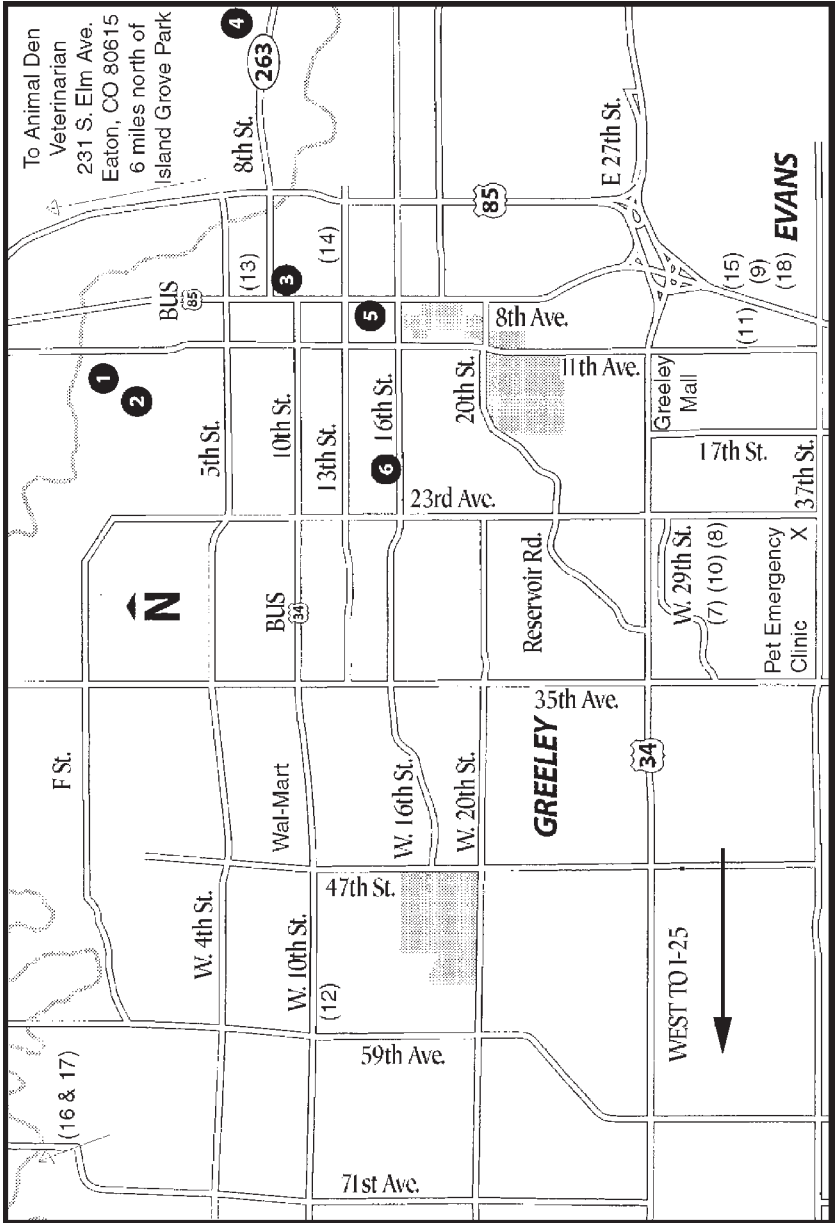 To Animal Den
Veterinarian
231 S. Elm Ave.
Eaton, CO 80615
6 miles north of
Island Grove Park
4
263
8th St.
BUS
85
(13)
3
(14)
5
85
E 27th St.
EVANS
(15)
(9)
(18)
(11)
8th Ave.
1
2
5th St.
10th St.
13th St.
16th St.
6
20th St.
11th Ave.
Greeley
Mall
17th St.
37th St.
23rd Ave.
N
BUS
34
Reservoir Rd.
W. 29th St.
(7) (10) (8)
Pet Emergency
Clinic
X
35th Ave.
F St.
Wal-Mart
W. 16th St.
W. 20th St.
GREELEY
34
47th St.
W. 4th St.
W. 10th St.
(12)
59th Ave.
WEST TO I-25
(16 & 17)
71st Ave.